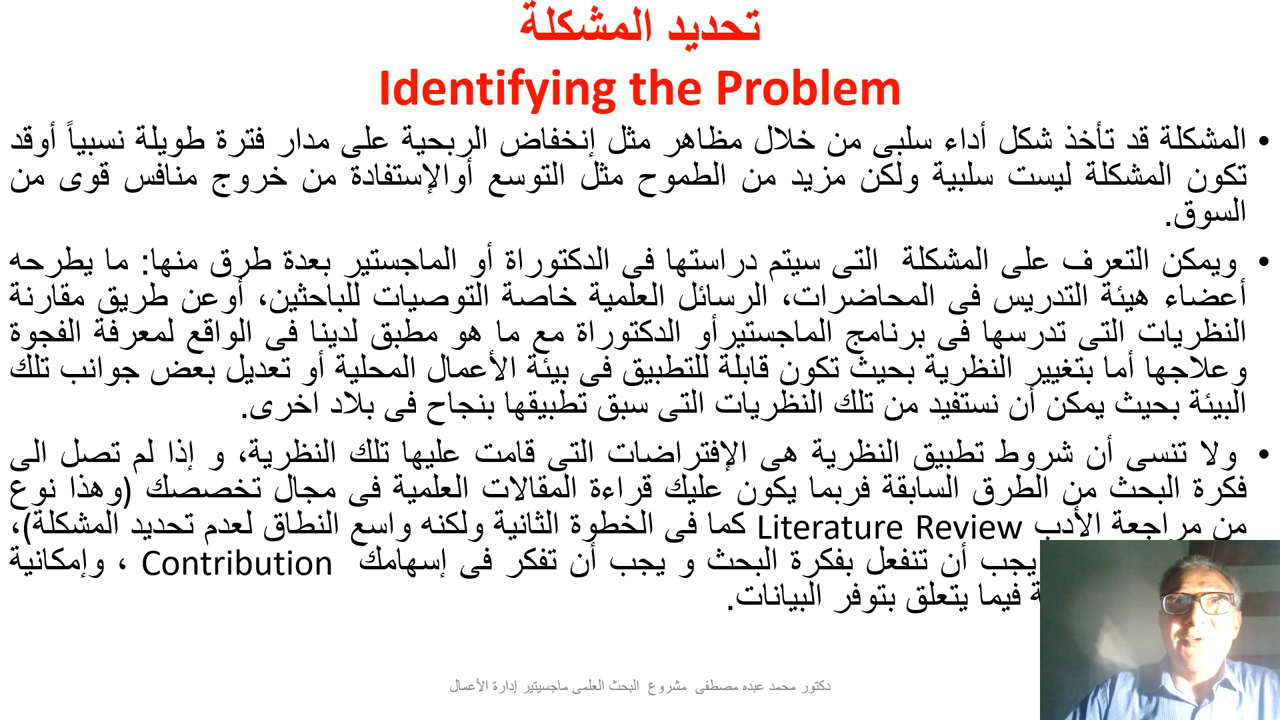 تحديد المشكلة
Identifying the Problem
• المشكلة قد تأخذ شكل أداء سلبى من خلال مظاهر مثل إنخفاض الربحية على مدار فترة طويلة نسبياً أوقد
تكون المشكلة ليست سلبية ولكن مزيد من الطموح مثل التوسع أوالإستفادة من خروج منافس قوى من
السوق.
• ويمكن التعرف على المشكلة التى سيتم دراستها فى الدكتوراة أو الماجستير بعدة طرق منها: ما يطرحه
أعضاء هيئة التدريس فى المحاضرات، الرسائل العلمية خاصة التوصيات للباحثين، أوعن طريق مقارنة
النظريات التى تدرسها فى برنامج الماجستيرأو الدكتوراة مع ما هو مطبق لدينا فى الواقع لمعرفة الفجوة
وعلاجها أما بتغيير النظرية بحيث تكون قابلة للتطبيق فى بيئة الأعمال المحلية أو تعديل بعض جوانب تلك
البيئة بحيث يمكن أن نستفيد من تلك النظريات التى سبق تطبيقها بنجاح فى بلاد اخرى.
• ولا تنسى أن شروط تطبيق النظرية هى الإفتراضات التى قامت عليها تلك النظرية، و إذا لم تصل الى
فكرة البحث من الطرق السابقة فربما يكون عليك قراءة المقالات العلمية فى مجال تخصصك (وهذا نوع
من مراجعة الأدب Literature Review كما فى الخطوة الثانية ولكنه واسع النطاق لعدم تحديد المشكلة)،
يجب أن تنفعل بفكرة البحث و يجب أن تفكر فى إسهامك Contribution ، وإمكانية
فيما يتعلق بتوفر البيانات.
دكتور محمد عبده مصطفى مشروع البحث العلمى ماجسيتير إدارة الأعمال